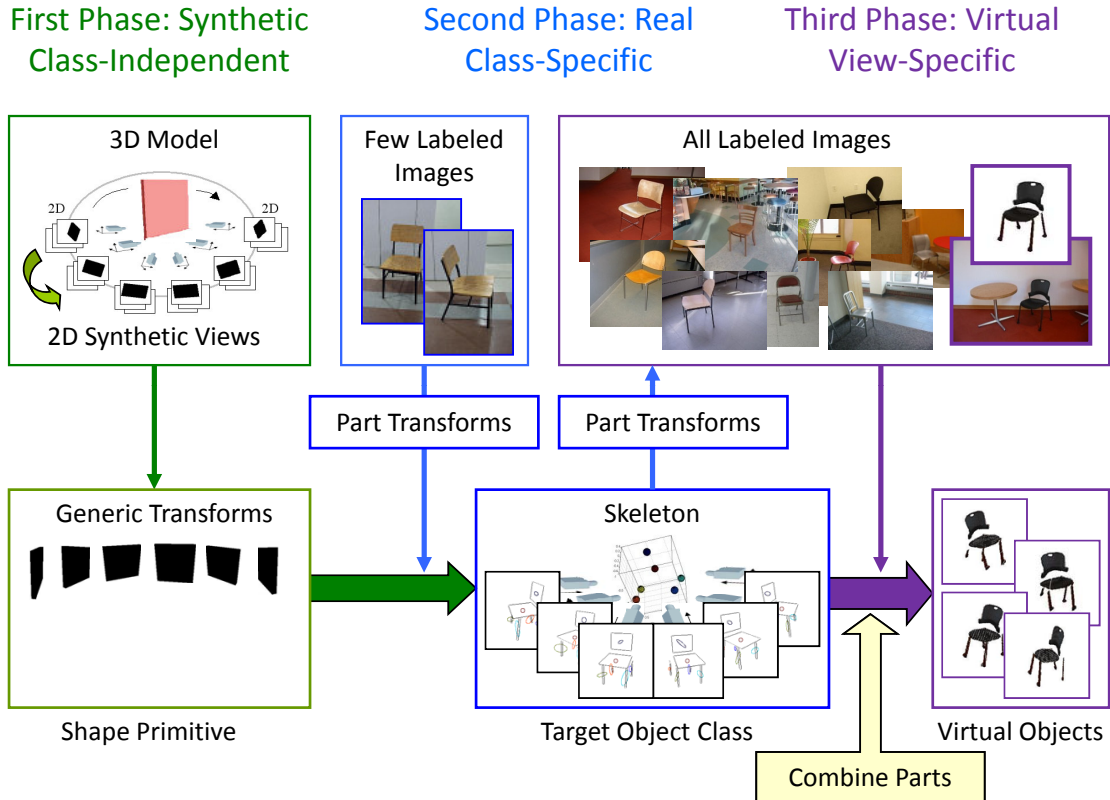 First Phase: Synthetic
Class-Independent
Second Phase: Real
Class-Specific
Third Phase: Virtual
View-Specific
3D Model
2D
2D
2D Synthetic Views
Few Labeled
Images
All Labeled Images
Part Transforms
Part Transforms
Generic Transforms
Skeleton
Shape Primitive
Target Object Class
Virtual Objects
Combine Parts